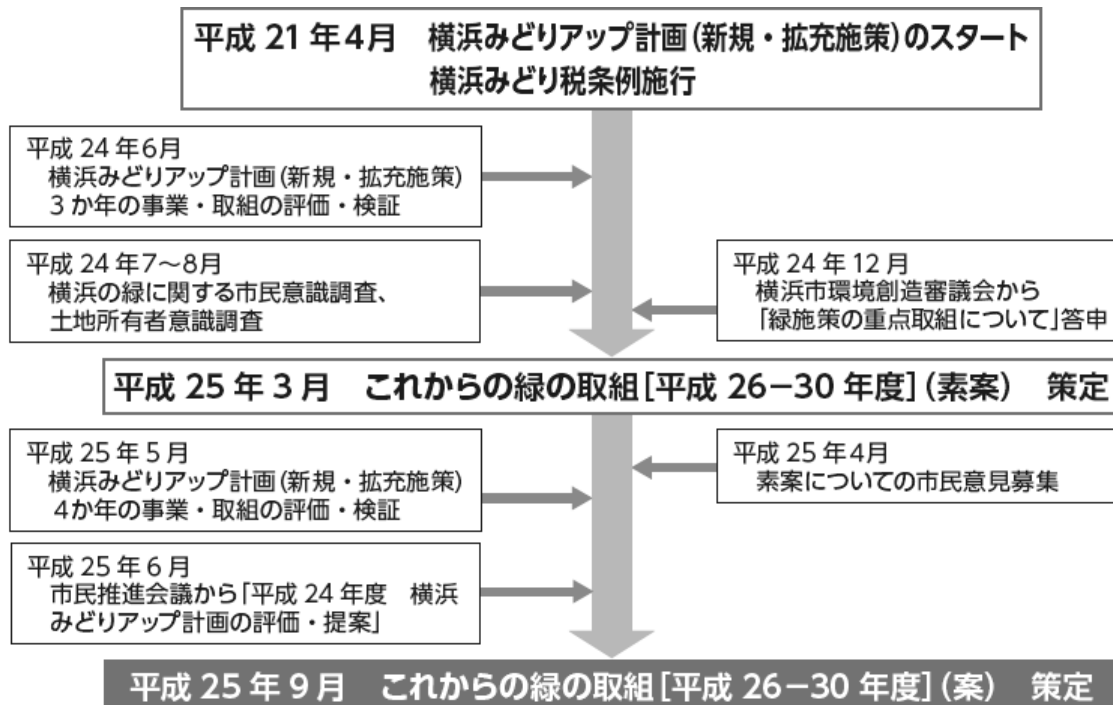 平成 21 年4月　横浜みどりアップ計画(新規・拡充施策)のスタート
横浜みどり税条例施行
平成 24 年6月
横浜みどりアップ計画(新規・拡充施策)
3か年の事業・取組の評価・検証
平成 24 年7～8月
横浜の緑に関する市民意識調査、
土地所有者意識調査
平成 24 年 12 月
横浜市環境創造審議会から
「緑施策の重点取組について」答申
平成 25 年 3 月　これからの緑の取組[平成 26－30 年度](素案)　策定
平成 25 年 5 月
横浜みどりアップ計画(新規・拡充施策)
4か年の事業・取組の評価・検証
平成 25 年4月
素案についての市民意見募集
平成 25 年 6 月
市民推進会議から「平成 24 年度　横浜
みどりアップ計画の評価・提案」
平成 25 年 9 月　これからの緑の取組[平成 26－30 年度](案)　策定